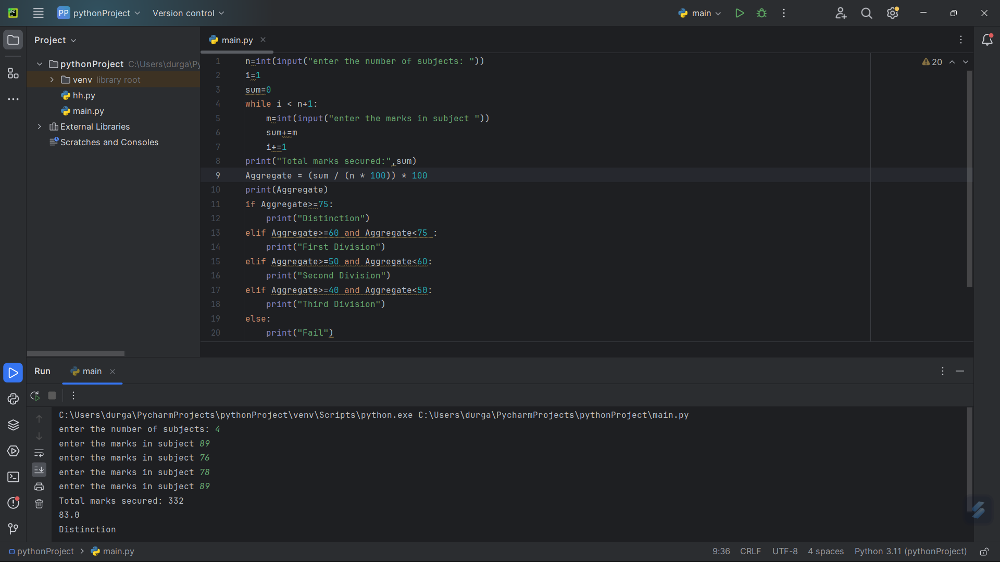 PP pythonProject Version control main
Project
main.py
pythonProject C:\Users\durga\Py
venv library root
hh.py
main.py
External Libraries
Scratches and Consoles
20
1 n=int(input("enter the number of subjects: "))
2 i=1
3 sum=0
4 while i < n+1:
5     m=int(input("enter the marks in subject "))
6     sum+=m
7     i+=1
8 print("Total marks secured:",sum)
9 Aggregate = (sum / (n * 100)) * 100
10 print(Aggregate)
11 if Aggregate>=75:
12     print("Distinction")
13 elif Aggregate>=60 and Aggregate<75 :
14     print("First Division")
15 elif Aggregate>=50 and Aggregate<60:
16     print("Second Division")
17 elif Aggregate>=40 and Aggregate<50:
18     print("Third Division")
19 else:
20     print("Fail")
Run main
C:\Users\durga\PycharmProjects\pythonProject\venv\Scripts\python.exe C:\Users\durga\PycharmProjects\pythonProject\main.py
enter the number of subjects: 4
enter the marks in subject 89
enter the marks in subject 76
enter the marks in subject 78
enter the marks in subject 89
Total marks secured: 332
83.0
Distinction
pythonProject > main.py 9:36 CRLF UTF-8 4 spaces Python 3.11 (pythonProject)